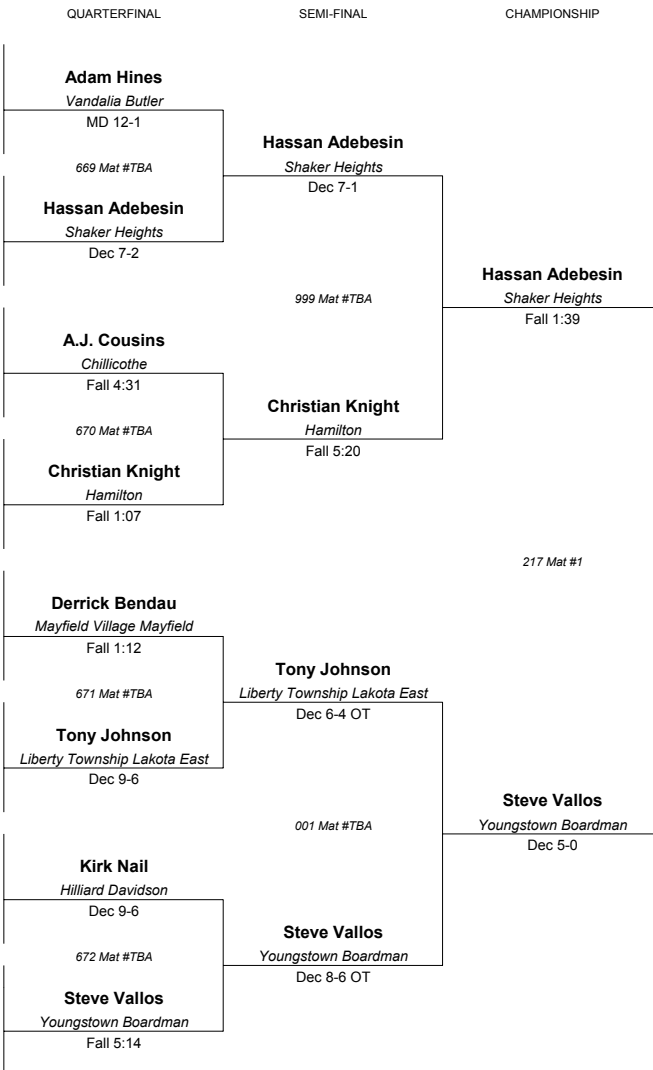 QUARTERFINAL
SEMI-FINAL
CHAMPIONSHIP
Adam Hines
Vandalia Butler
MD 12-1
669 Mat #TBA
Hassan Adebesin
Shaker Heights
Dec 7-2
A.J. Cousins
Chillicothe
Fall 4:31
670 Mat #TBA
Christian Knight
Hamilton
Fall 1:07
Derrick Bendau
Mayfield Village Mayfield
Fall 1:12
671 Mat #TBA
Tony Johnson
Liberty Township Lakota East
Dec 9-6
Kirk Nail
Hilliard Davidson
Dec 9-6
672 Mat #TBA
Steve Vallos
Youngstown Boardman
Fall 5:14
Hassan Adebesin
Shaker Heights
Dec 7-1
999 Mat #TBA
Christian Knight
Hamilton
Fall 5:20
Tony Johnson
Liberty Township Lakota East
Dec 6-4 OT
001 Mat #TBA
Steve Vallos
Youngstown Boardman
Dec 8-6 OT
Hassan Adebesin
Shaker Heights
Fall 1:39
217 Mat #1
Steve Vallos
Youngstown Boardman
Dec 5-0